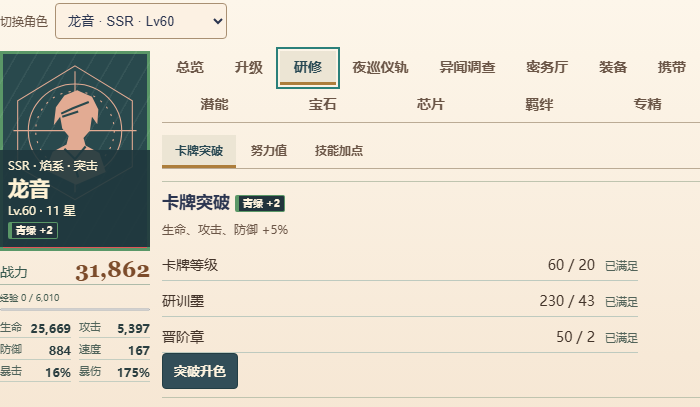 切换角色 龙音 · SSR · Lv60
总览 升级 研修 夜巡仪轨 异闻调查 密务厅 装备 携带
潜能 宝石 芯片 羁绊 专精
SSR · 焰系 · 突击
龙音
Lv.60 · 11 星
青绿 +2
战力 31,862
经验 0 / 6,010
生命 25,669 攻击 5,397
防御 884 速度 167
暴击 16% 暴伤 175%
卡牌突破 努力值 技能加点
卡牌突破 青绿 +2
生命、攻击、防御 +5%
卡牌等级 60 / 20 已满足
研训墨 230 / 43 已满足
晋阶章 50 / 2 已满足
突破升色